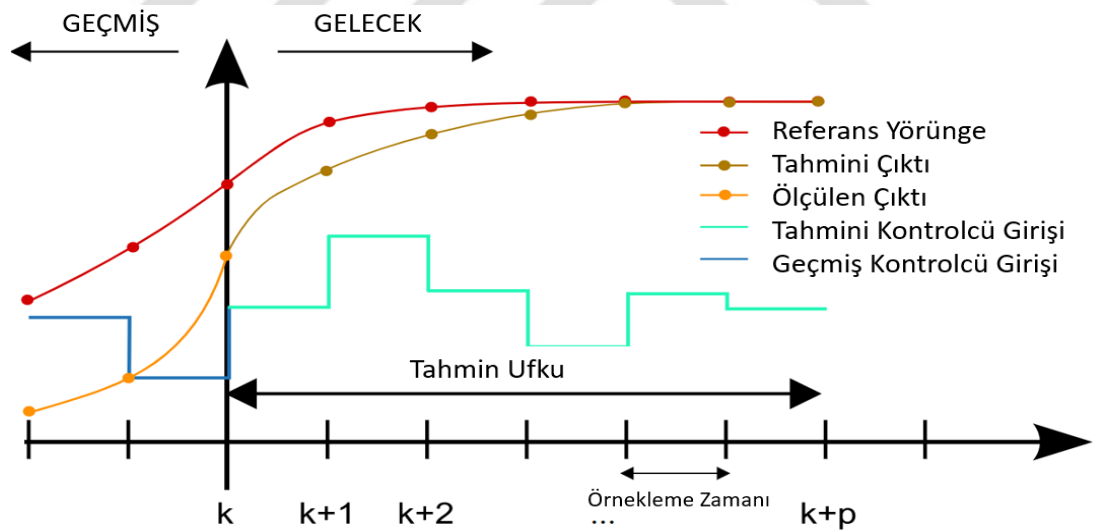 GEÇMİŞ
GELECEK
Referans Yörünge
Tahmini Çıktı
Ölçülen Çıktı
Tahmini Kontrolcü Girişi
Geçmiş Kontrolcü Girişi
Tahmin Ufku
Örnekleme Zamanı
k k+1 k+2 ... k+p